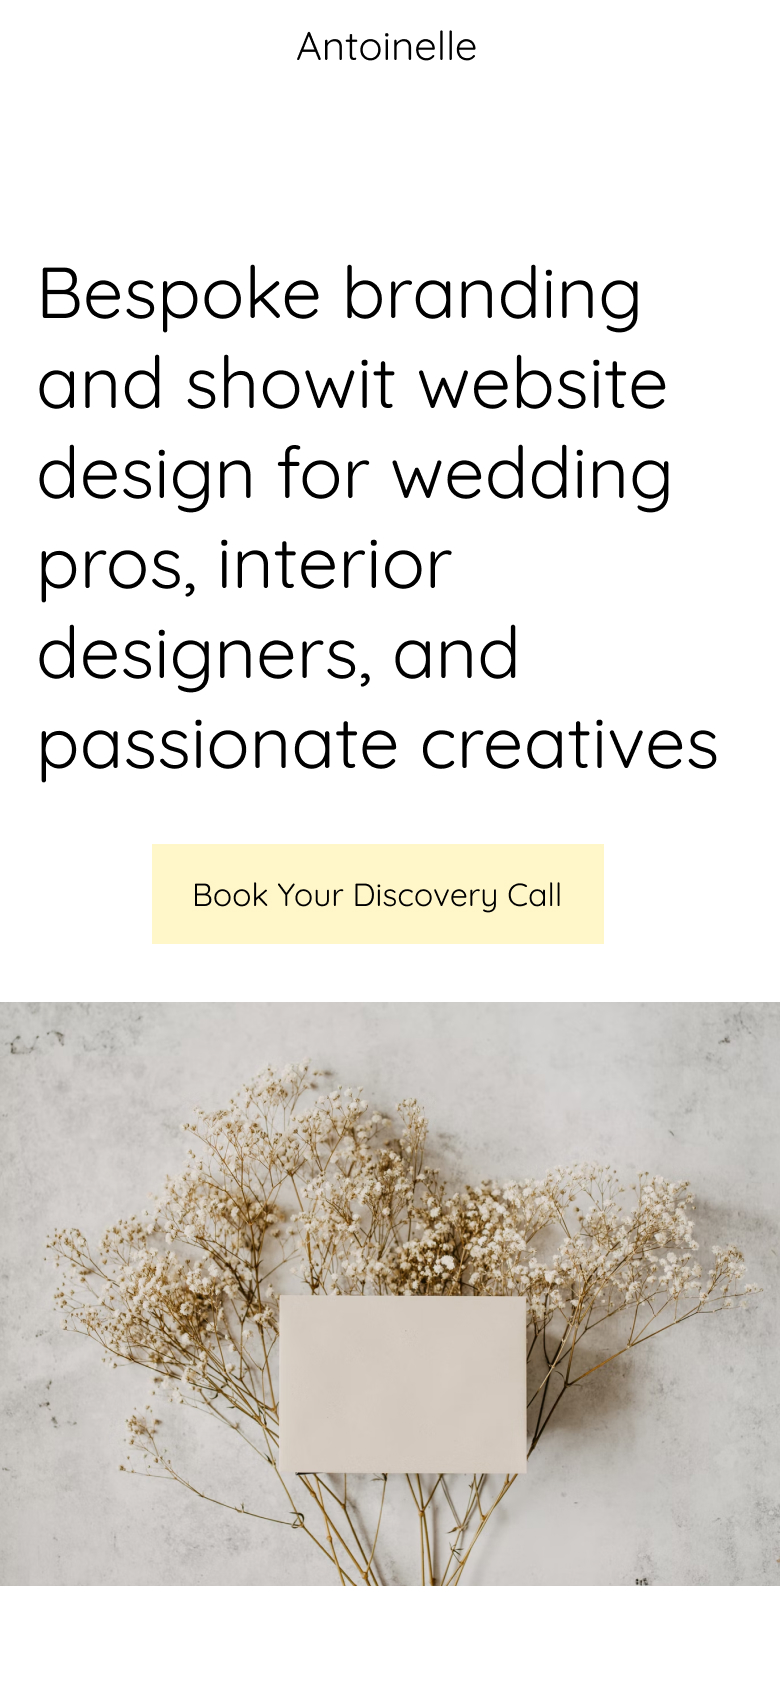 Antoinelle
Bespoke branding
and showit website
design for wedding
pros, interior
designers, and
passionate creatives
Book Your Discovery Call